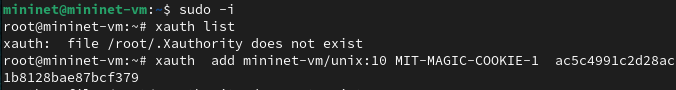 mininet@mininet-vm:~$ sudo -i
root@mininet-vm:~# xauth list
xauth:  file /root/.Xauthority does not exist
root@mininet-vm:~# xauth  add mininet-vm/unix:10 MIT-MAGIC-COOKIE-1  ac5c4991c2d28ac
1b8128bae87bcf379